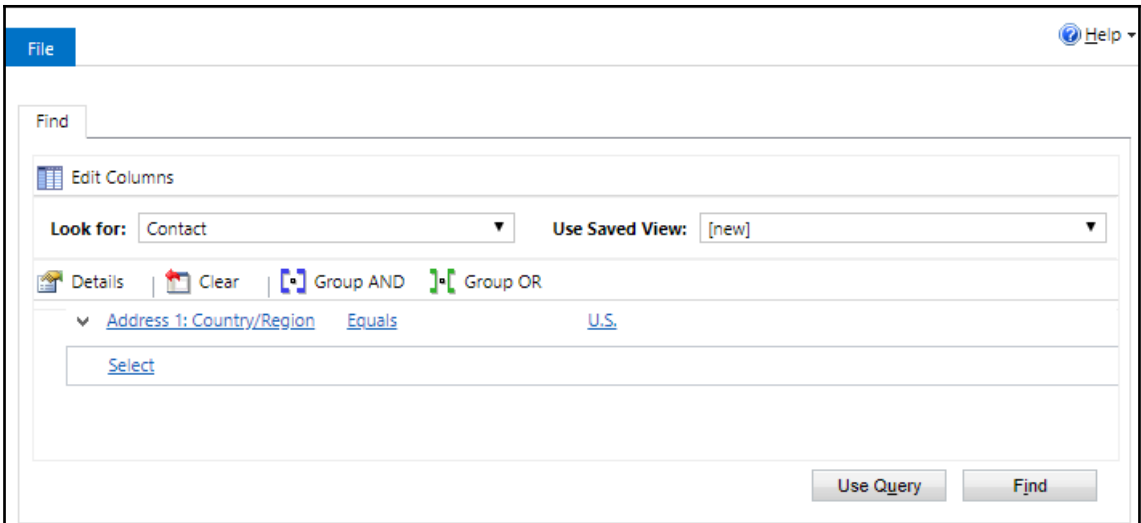 File
Help
Find
Edit Columns
Look for: Contact Use Saved View: [new]
Details Clear Group AND Group OR
Address 1: Country/Region Equals U.S.
Select
Use Query Find